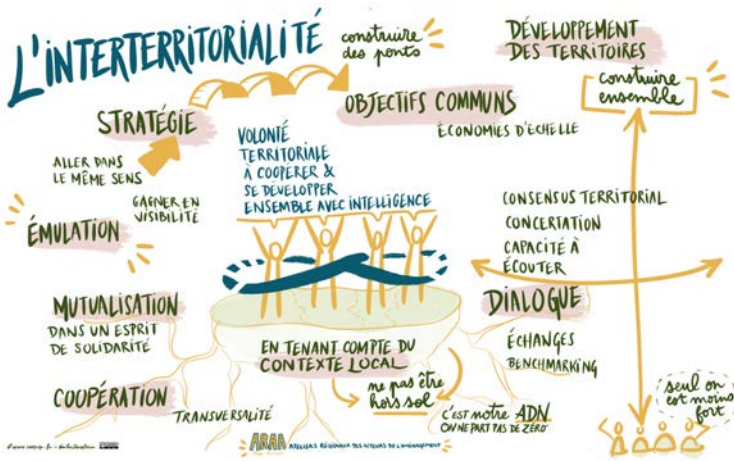 L'INTERTERRITORIALITÉ
construire
des ponts
DÉVELOPPEMENT
DES TERRITOIRES
construire
ensemble
STRATÉGIE
OBJECTIFS COMMUNS
ÉCONOMIES D'ÉCHELLE
ALLER DANS
LE MÊME SENS
VOLONTÉ
TERRITORIALE
À COOPÉRER &
SE DÉVELOPPER
ENSEMBLE AVEC INTELLIGENCE
GAGNER EN
VISIBILITÉ
ÉMULATION
CONSENSUS TERRITORIAL
CONCERTATION
CAPACITÉ À
ÉCOUTER
DIALOGUE
ÉCHANGES
BENCHMARKING
MUTUALISATION
DANS UN ESPRIT
DE SOLIDARITÉ
EN TENANT COMPTE DU
CONTEXTE LOCAL
ne pas être
hors sol
COOPÉRATION
TRANSVERSALITÉ
c'est notre ADN
ON NE PART PAS DE ZÉRO
seul on
est moins
fort
ARAA ATELIERS RÉGIONAUX DES ACTEURS DE L'AMÉNAGEMENT